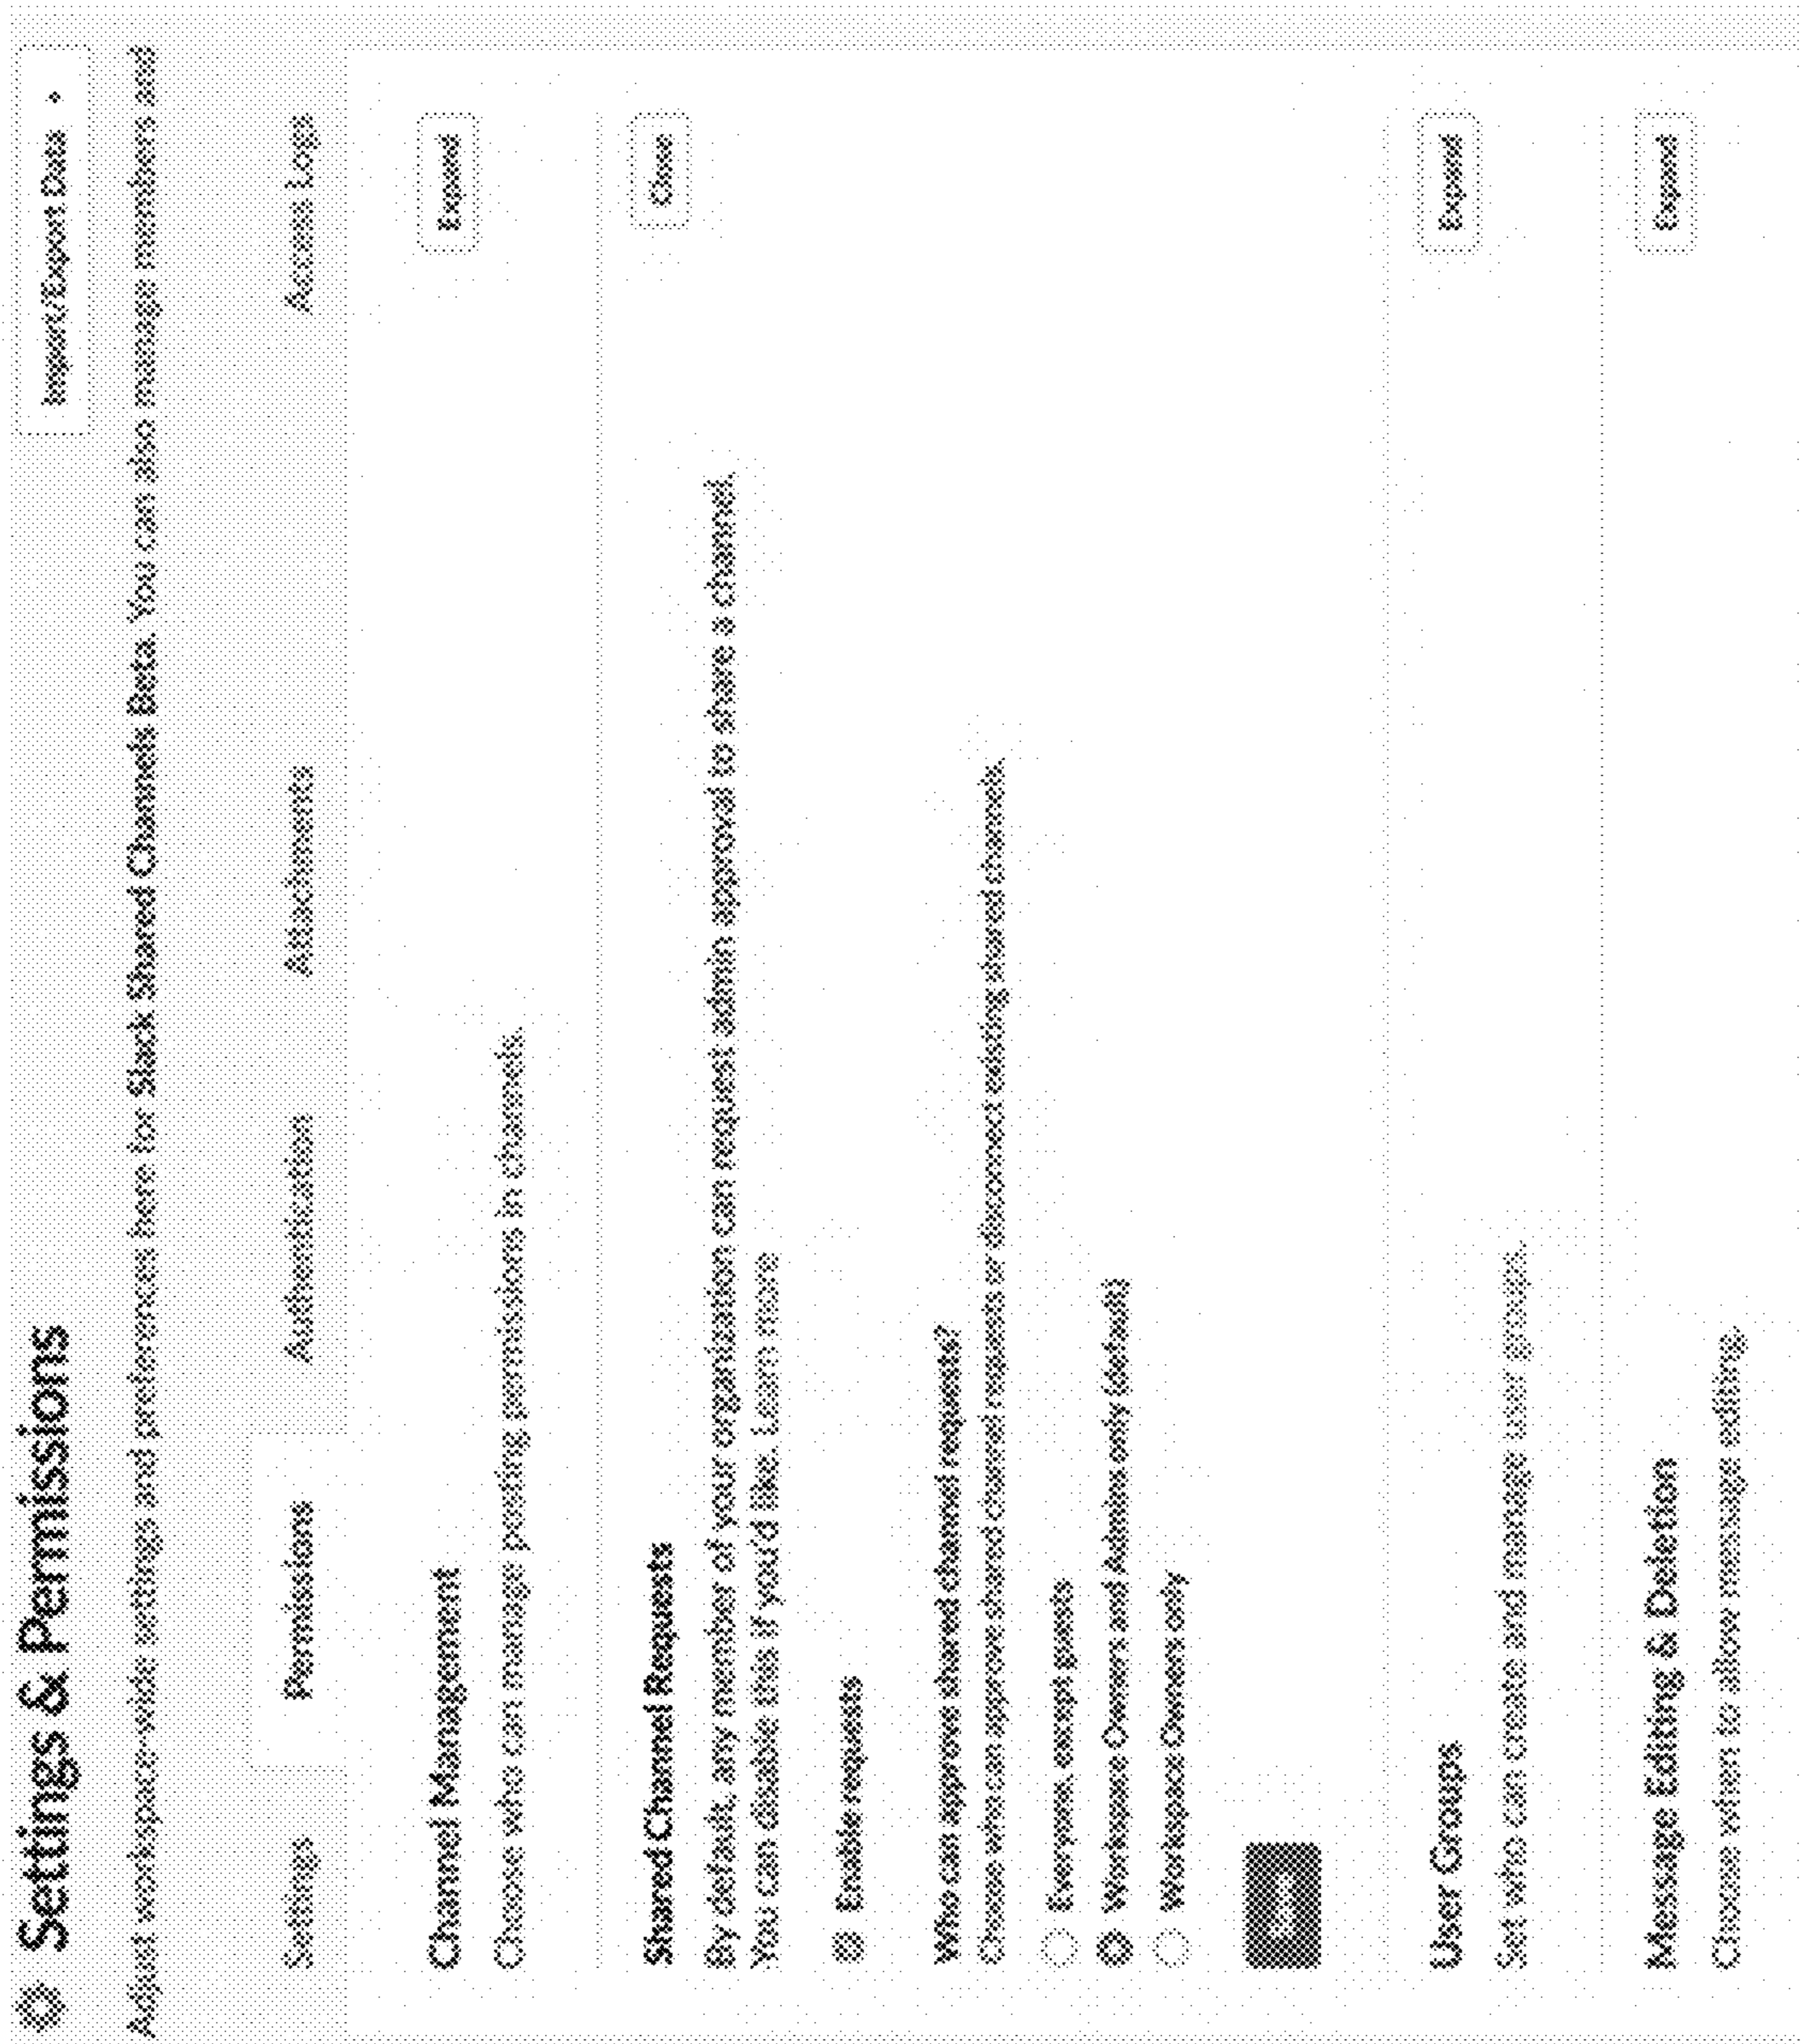 Settings & Permissions
Import/Export Data
Adjust workspace-wide settings and preferences here for Slack Shared Channels Beta. You can also manage members and
Settings
Permissions
Authentication
Attachments
Access Logs
Channel Management
Expand
Choose who can manage posting permissions in channels.
Shared Channel Requests
Close
By default, any member of your organization can request admin approval to share a channel.
You can disable this if you'd like. Learn more
Enable requests
Who can approve shared channel requests?
Choose who can approve shared channel requests or disconnect existing shared channels.
Everyone, except guests
Workspace Owners and Admins only (default)
Workspace Owners only
User Groups
Expand
Set who can create and manage user groups.
Message Editing & Deletion
Expand
Choose when to allow message editing.